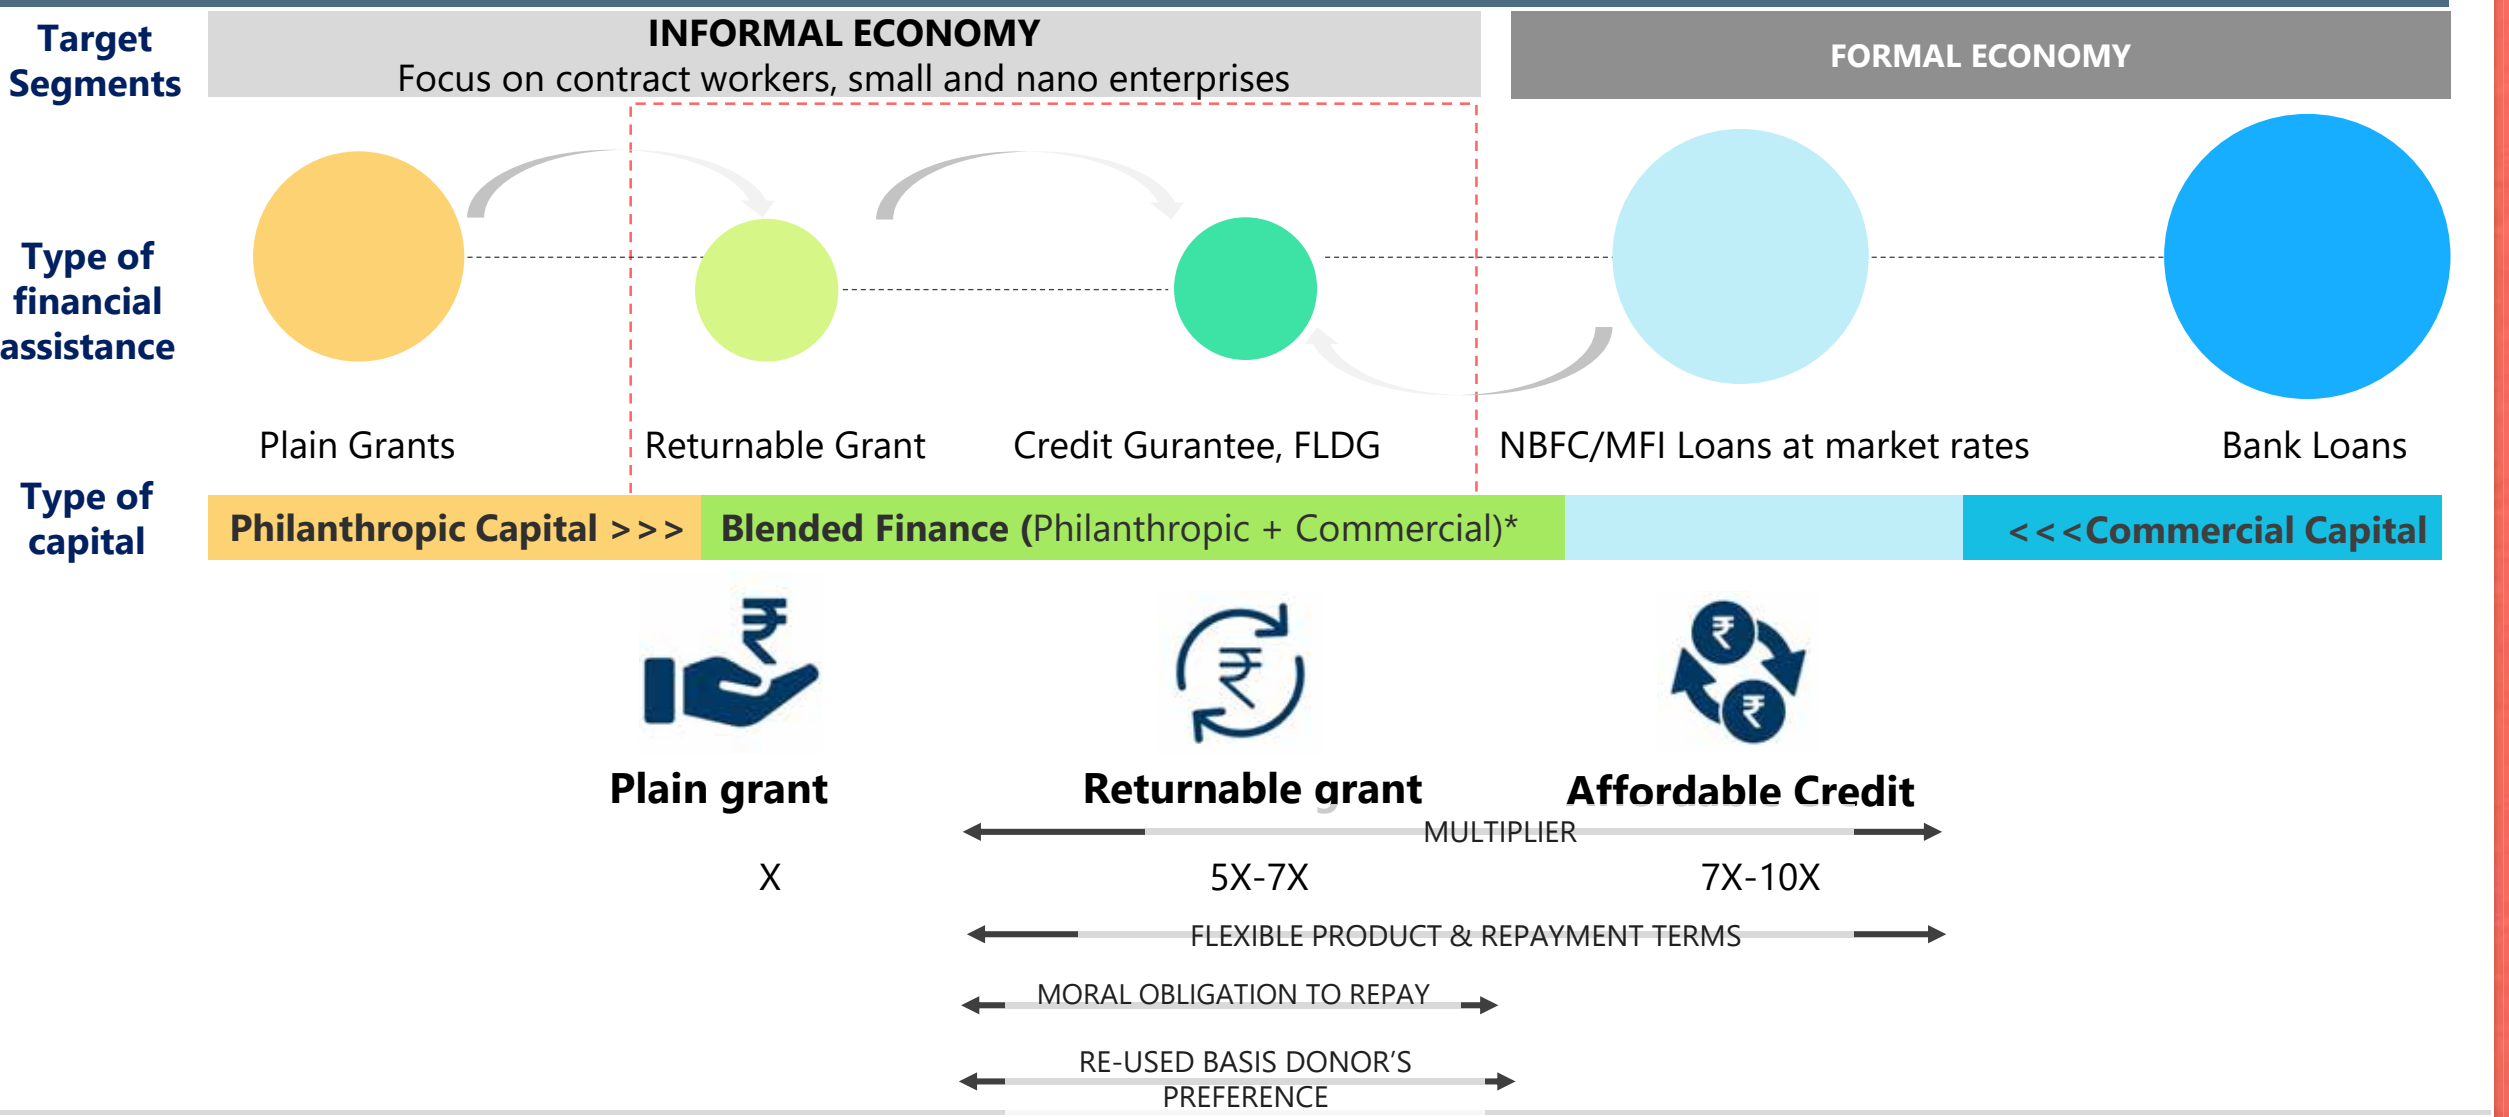 Target
Segments
INFORMAL ECONOMY
Focus on contract workers, small and nano enterprises
FORMAL ECONOMY
Type of
financial
assistance
Plain Grants
Returnable Grant
Credit Gurantee, FLDG
NBFC/MFI Loans at market rates
Bank Loans
Type of
capital
Philanthropic Capital >>>
Blended Finance (Philanthropic + Commercial)*
<<<Commercial Capital
₹
₹
₹
₹
Plain grant
Returnable grant
Affordable Credit
MULTIPLIER
X
5X-7X
7X-10X
FLEXIBLE PRODUCT & REPAYMENT TERMS
MORAL OBLIGATION TO REPAY
RE-USED BASIS DONOR'S
PREFERENCE